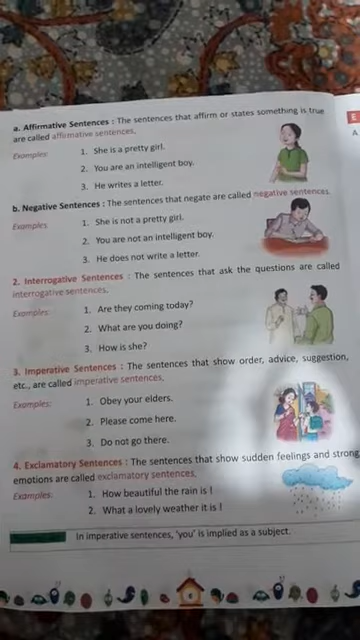 a. Affirmative Sentences : The sentences that affirm or states something is true
are called affirmative sentences.
Examples: 1. She is a pretty girl.
2. You are an intelligent boy.
3. He writes a letter.
b. Negative Sentences : The sentences that negate are called negative sentences.
Examples 1. She is not a pretty girl.
2. You are not an intelligent boy.
3. He does not write a letter.
2. Interrogative Sentences : The sentences that ask the questions are called
interrogative sentences.
Examples: 1. Are they coming today?
2. What are you doing?
3. How is she?
3. Imperative Sentences : The sentences that show order, advice, suggestion,
etc., are called imperative sentences.
Examples: 1. Obey your elders.
2. Please come here.
3. Do not go there.
4. Exclamatory Sentences : The sentences that show sudden feelings and strong
emotions are called exclamatory sentences.
Examples: 1. How beautiful the rain is !
2. What a lovely weather it is !
In imperative sentences, 'you' is implied as a subject.
E
A